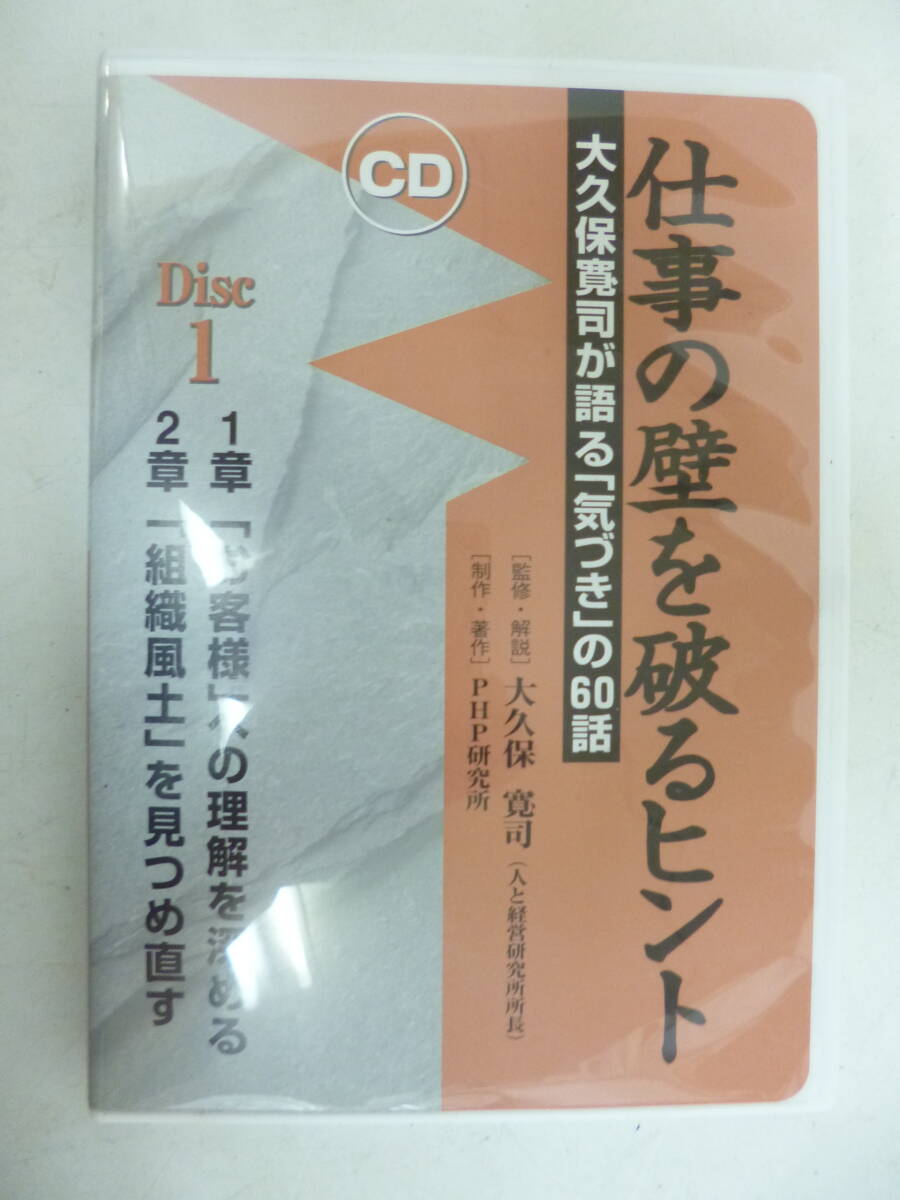 仕事の壁を破るヒント
大久保寛司が語る「気づき」の60話
[監修・解説] 大久保 寛司(人と経営研究所所長)
[制作・著作] PHP研究所
CD
Disc
1
1章 「お客様」への理解を深める
2章 「組織風土」を見つめ直す